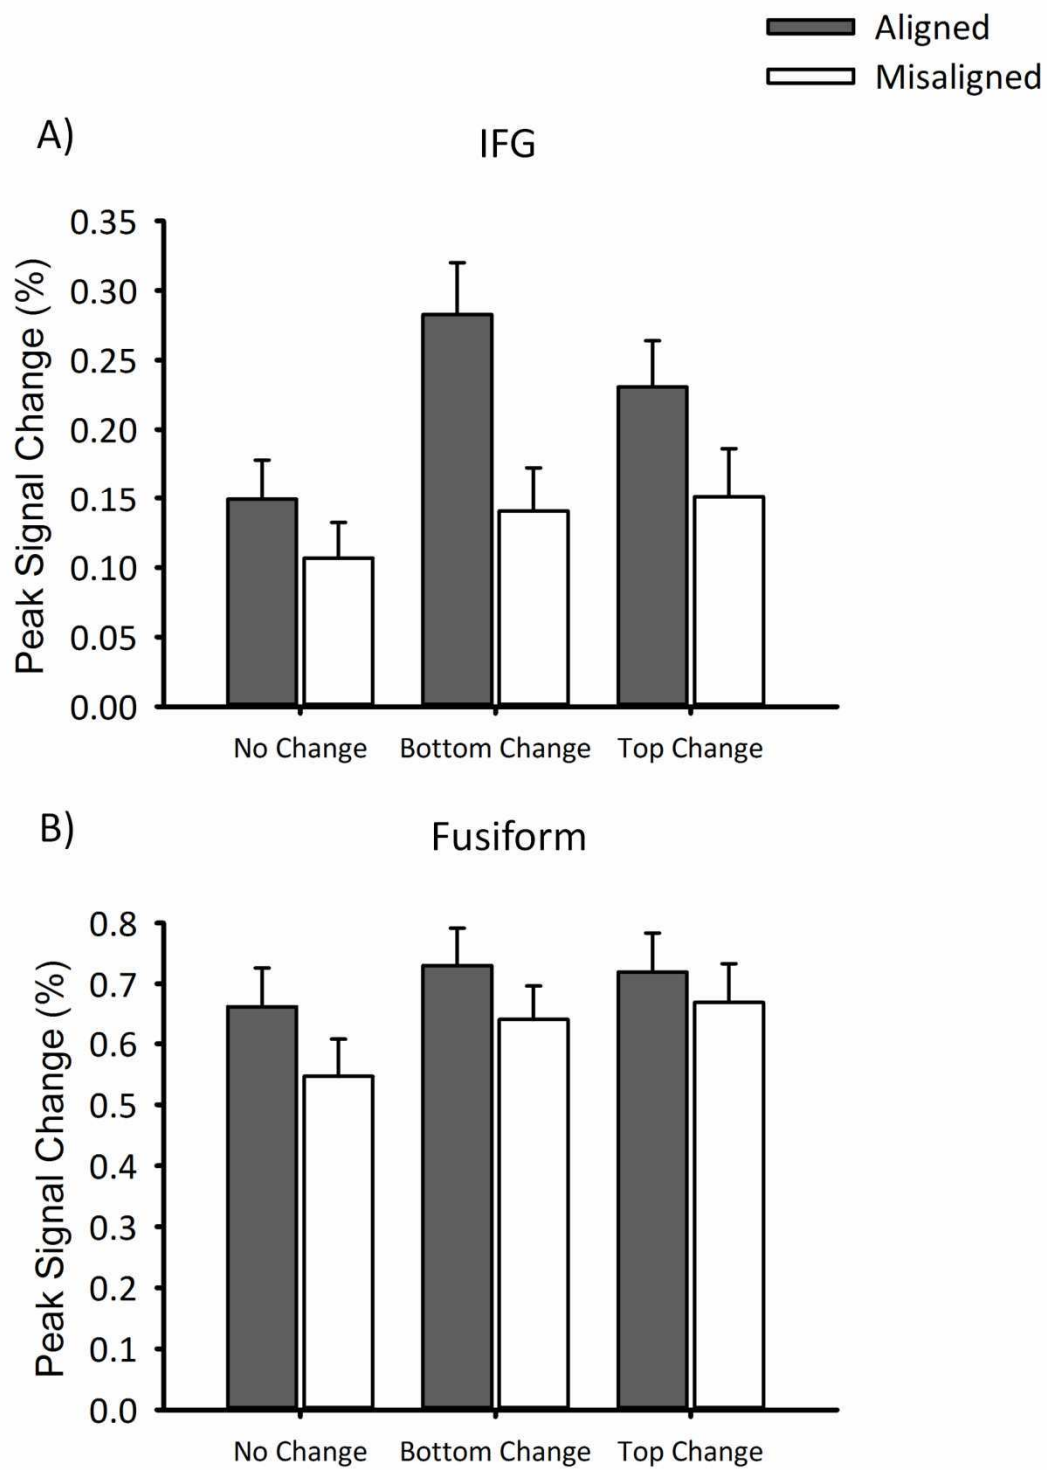 Aligned
Misaligned
A)
IFG
Peak Signal Change (%)
0.35
0.30
0.25
0.20
0.15
0.10
0.05
0.00
No Change Bottom Change Top Change
B)
Fusiform
Peak Signal Change (%)
0.8
0.7
0.6
0.5
0.4
0.3
0.2
0.1
0.0
No Change Bottom Change Top Change